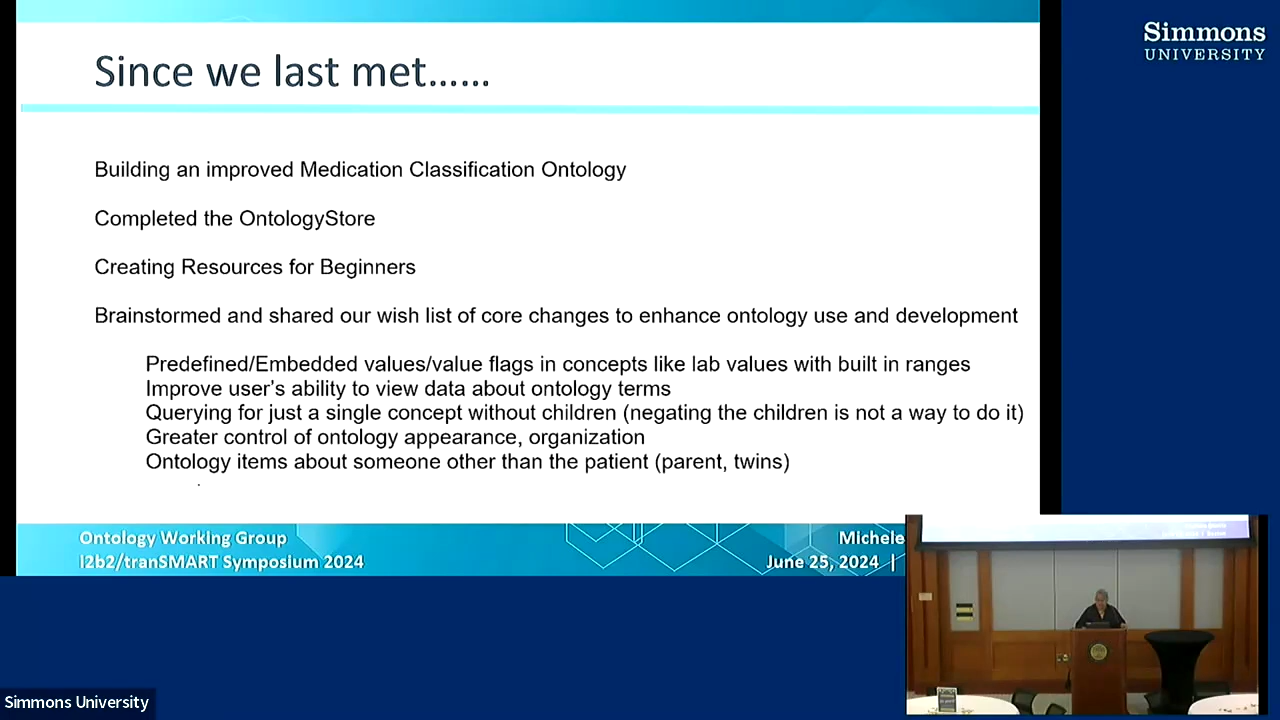 Since we last met......
Simmons
UNIVERSITY
Building an improved Medication Classification Ontology
Completed the OntologyStore
Creating Resources for Beginners
Brainstormed and shared our wish list of core changes to enhance ontology use and development
Predefined/Embedded values/value flags in concepts like lab values with built in ranges
Improve user's ability to view data about ontology terms
Querying for just a single concept without children (negating the children is not a way to do it)
Greater control of ontology appearance, organization
Ontology items about someone other than the patient (parent, twins)
.
Ontology Working Group
i2b2/tranSMART Symposium 2024
Michele
June 25, 2024 |
Simmons University